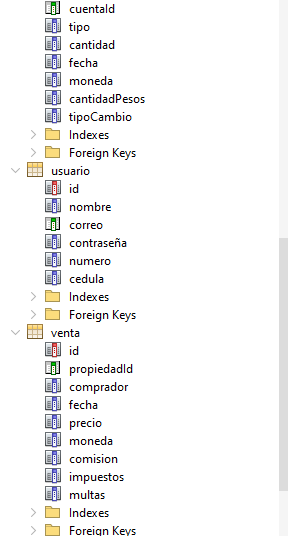 cuentaId
tipo
cantidad
fecha
moneda
cantidadPesos
tipoCambio
Indexes
Foreign Keys
usuario
id
nombre
correo
contraseña
numero
cedula
Indexes
Foreign Keys
venta
id
propiedadId
comprador
fecha
precio
moneda
comision
impuestos
multas
Indexes
Foreign Keys